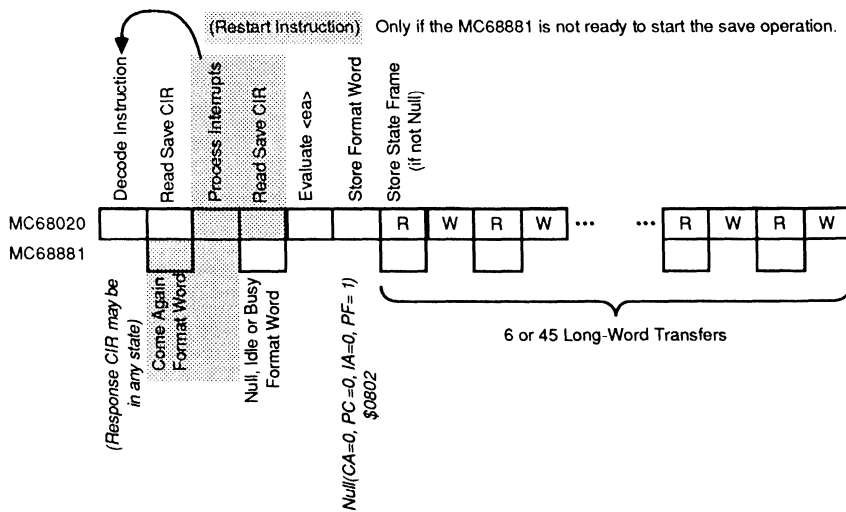 (Restart Instruction) Only if the MC68881 is not ready to start the save operation.
Decode Instruction
Read Save CIR
Process Interrupts
Read Save CIR
Evaluate <ea>
Store Format Word
Store State Frame
(if not Null)
MC68020
R W R W ... ... R W R W
MC68881
(Response CIR may be
in any state)
Come Again
Format Word
Null, Idle or Busy
Format Word
Null(CA=0, PC=0, IA=0, PF= 1)
$0802
6 or 45 Long-Word Transfers